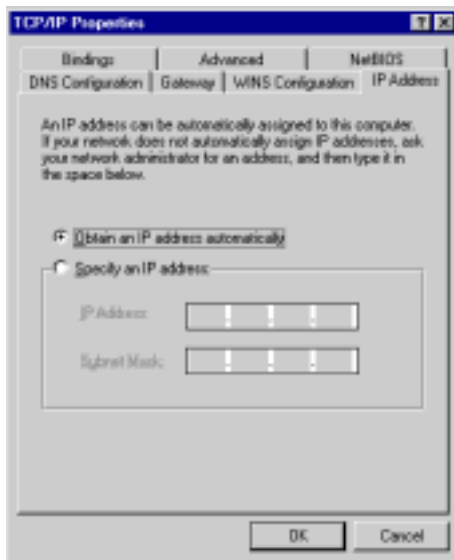 TCP/IP Properties
Bindings Advanced NetBIOS
DNS Configuration Gateway WINS Configuration IP Address
An IP address can be automatically assigned to this computer.
If your network does not automatically assign IP addresses, ask
your network administrator for an address, and then type it in
the space below.
Obtain an IP address automatically
Specify an IP address:
IP Address:
Subnet Mask:
OK Cancel